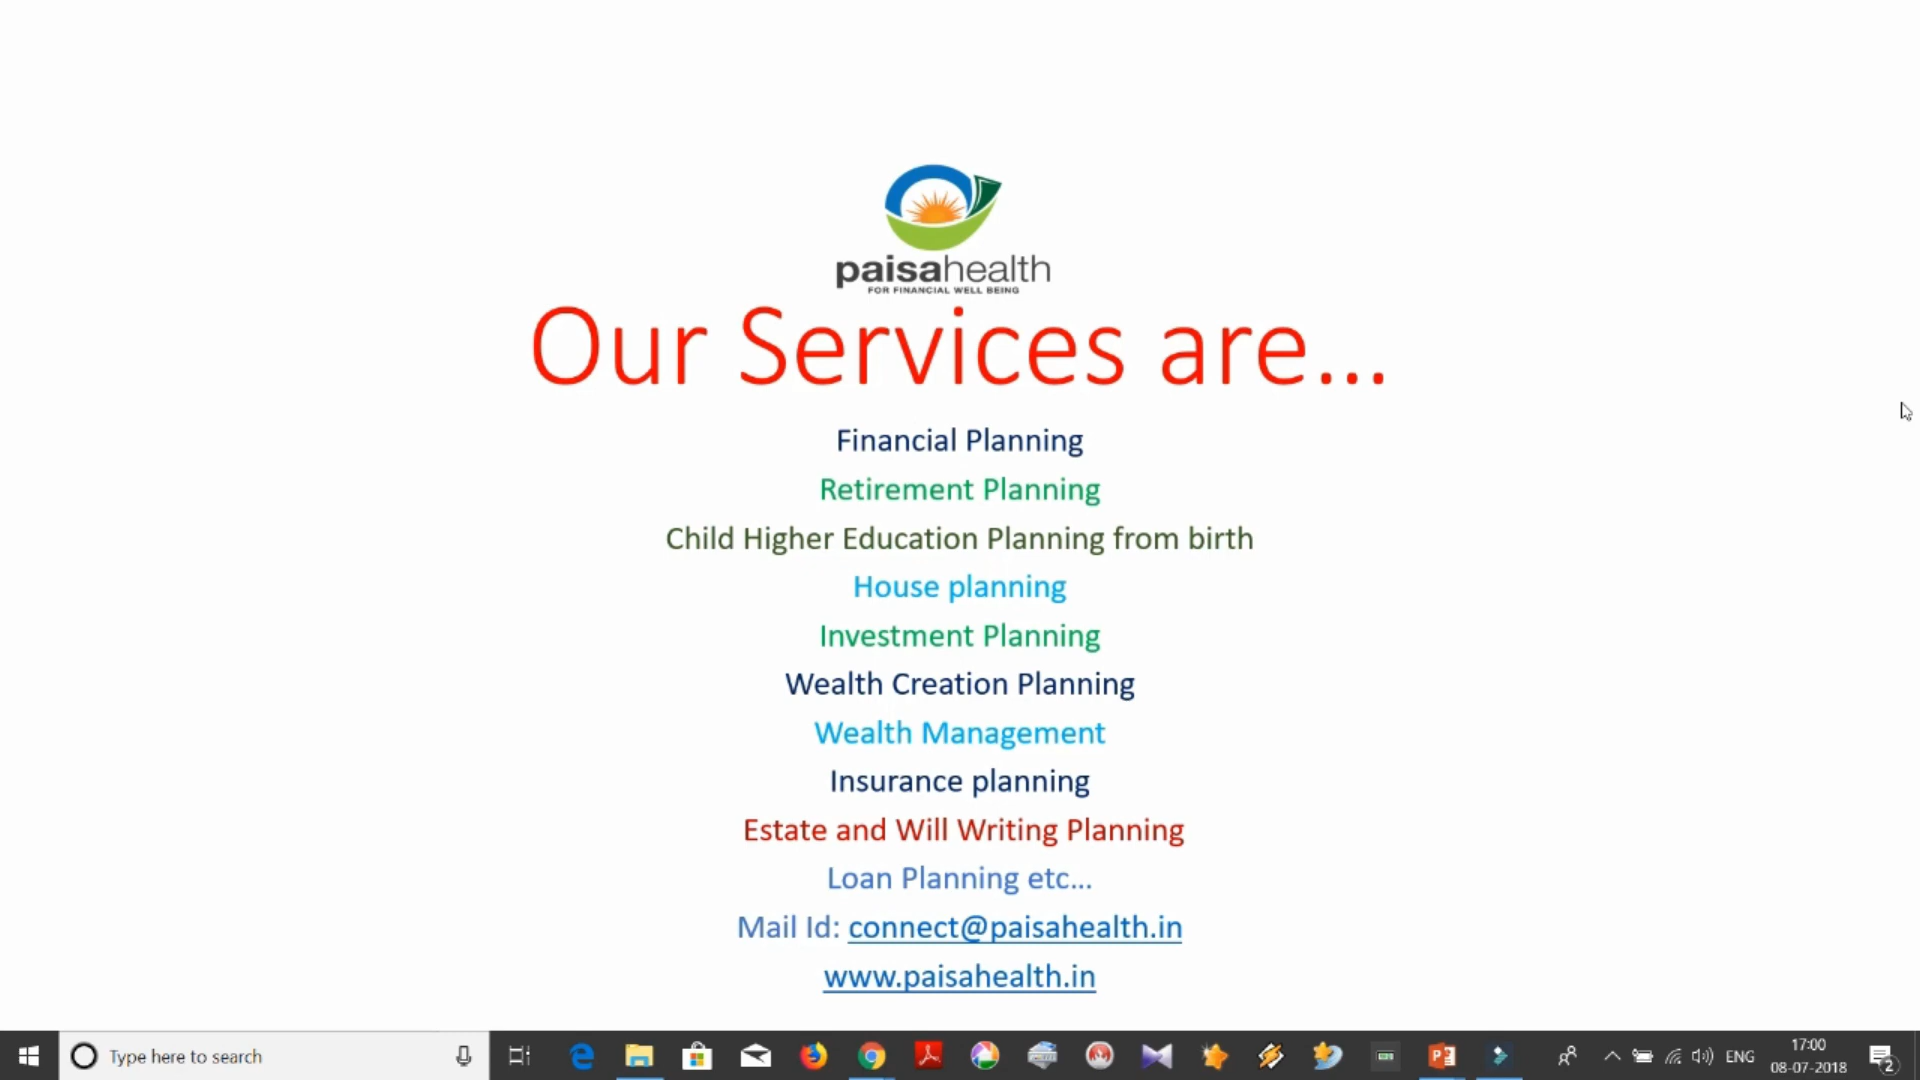 paisahealth
FOR FINANCIAL WELL BEING
Our Services are...
Financial Planning
Retirement Planning
Child Higher Education Planning from birth
House planning
Investment Planning
Wealth Creation Planning
Wealth Management
Insurance planning
Estate and Will Writing Planning
Loan Planning etc...
Mail Id: connect@paisahealth.in
www.paisahealth.in
Type here to search
ENG
17:00
08-07-2018
2